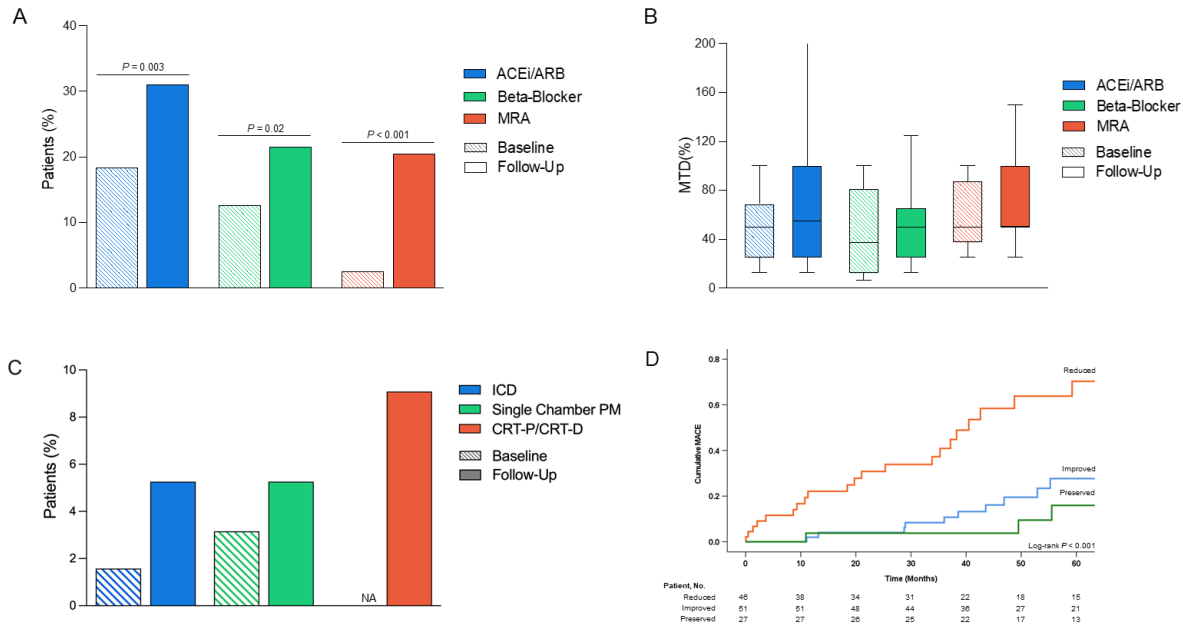 A
40
30
20
10
0
Patients (%)
P = 0.003
P = 0.02
P < 0.001
ACEi/ARB
Beta-Blocker
MRA
Baseline
Follow-Up
B
200
160
120
80
40
0
MTD(%)
ACEi/ARB
Beta-Blocker
MRA
Baseline
Follow-Up
C
10
8
6
4
2
0
Patients (%)
NA
ICD
Single Chamber PM
CRT-P/CRT-D
Baseline
Follow-Up
D
0.8
0.6
0.4
0.2
0.0
Cumulative MACE
Reduced
Improved
Preserved
Log-rank P < 0.001
0 10 20 30 40 50 60
Time (Months)
Patient, No.
Reduced 46 38 34 31 22 18 15
Improved 51 51 48 44 36 27 21
Preserved 27 27 26 25 22 17 13